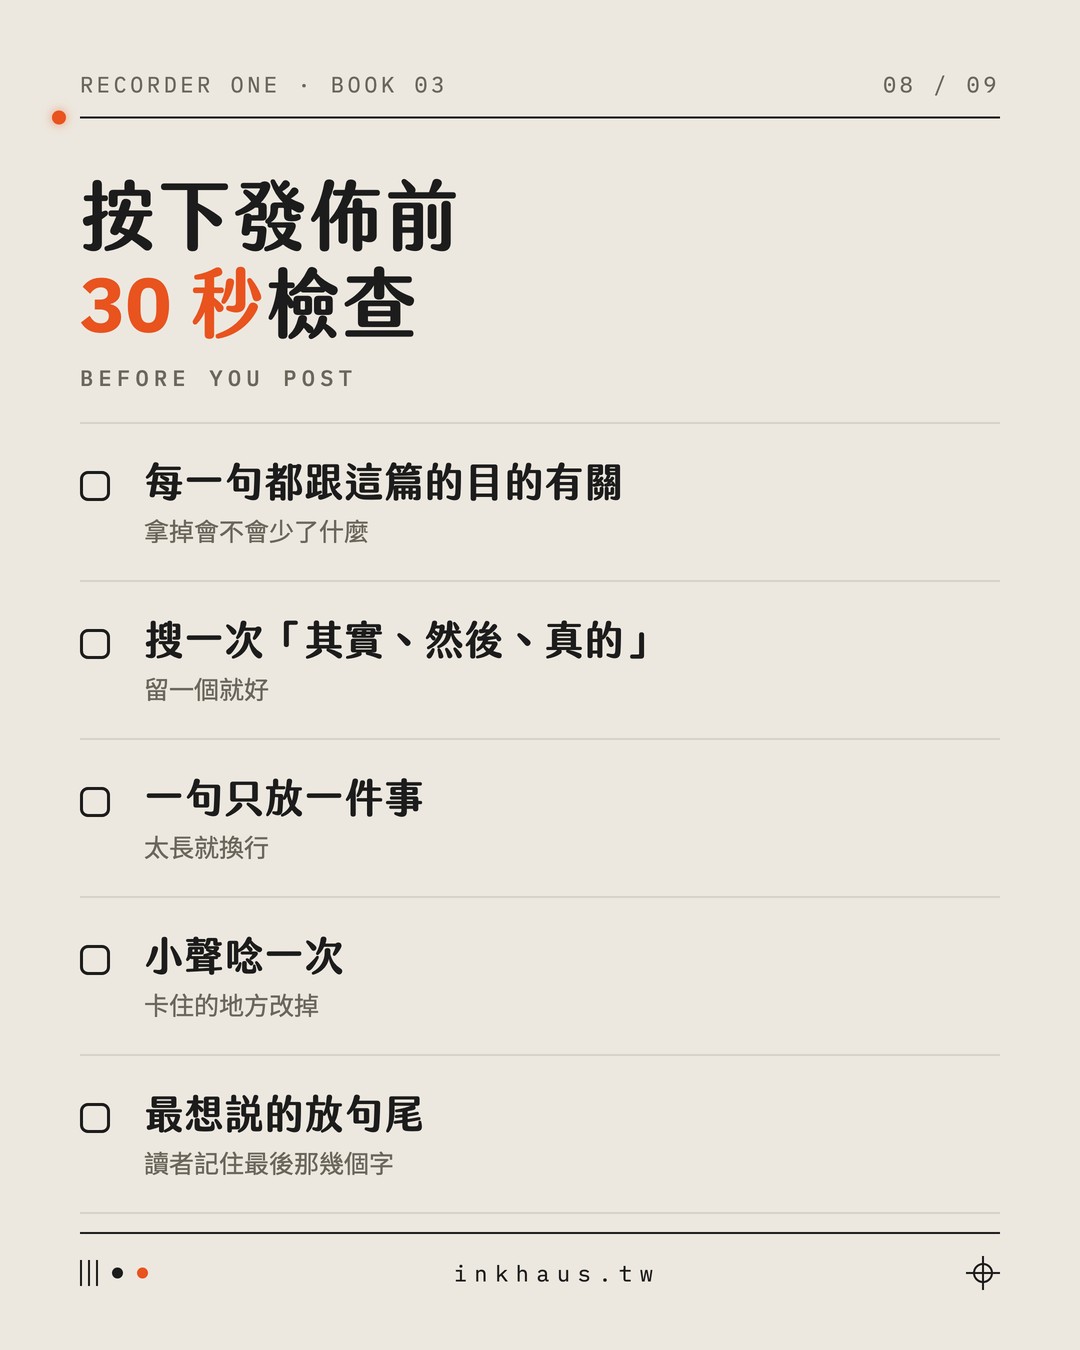 RECORDER ONE · BOOK 03
08 / 09
按下發佈前
30 秒檢查
BEFORE YOU POST
每一句都跟這篇的目的有關
拿掉會不會少了什麼
搜一次「其實、然後、真的」
留一個就好
一句只放一件事
太長就換行
小聲唸一次
卡住的地方改掉
最想説的放句尾
讀者記住最後那幾個字
inkhaus.tw